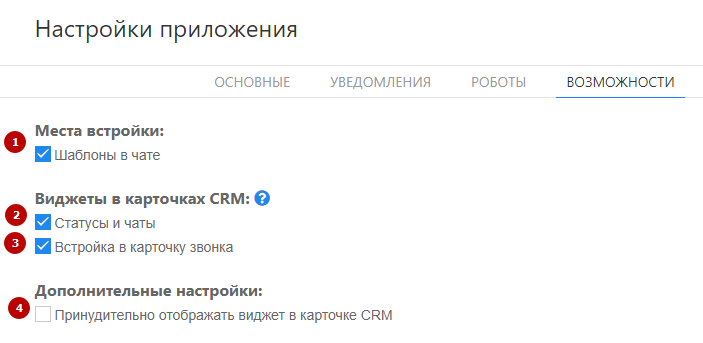 Настройки приложения
ОСНОВНЫЕ УВЕДОМЛЕНИЯ РОБОТЫ ВОЗМОЖНОСТИ
Места встройки:
1 Шаблоны в чате
Виджеты в карточках CRM: ?
2 Статусы и чаты
3 Встройка в карточку звонка
Дополнительные настройки:
4 Принудительно отображать виджет в карточке CRM